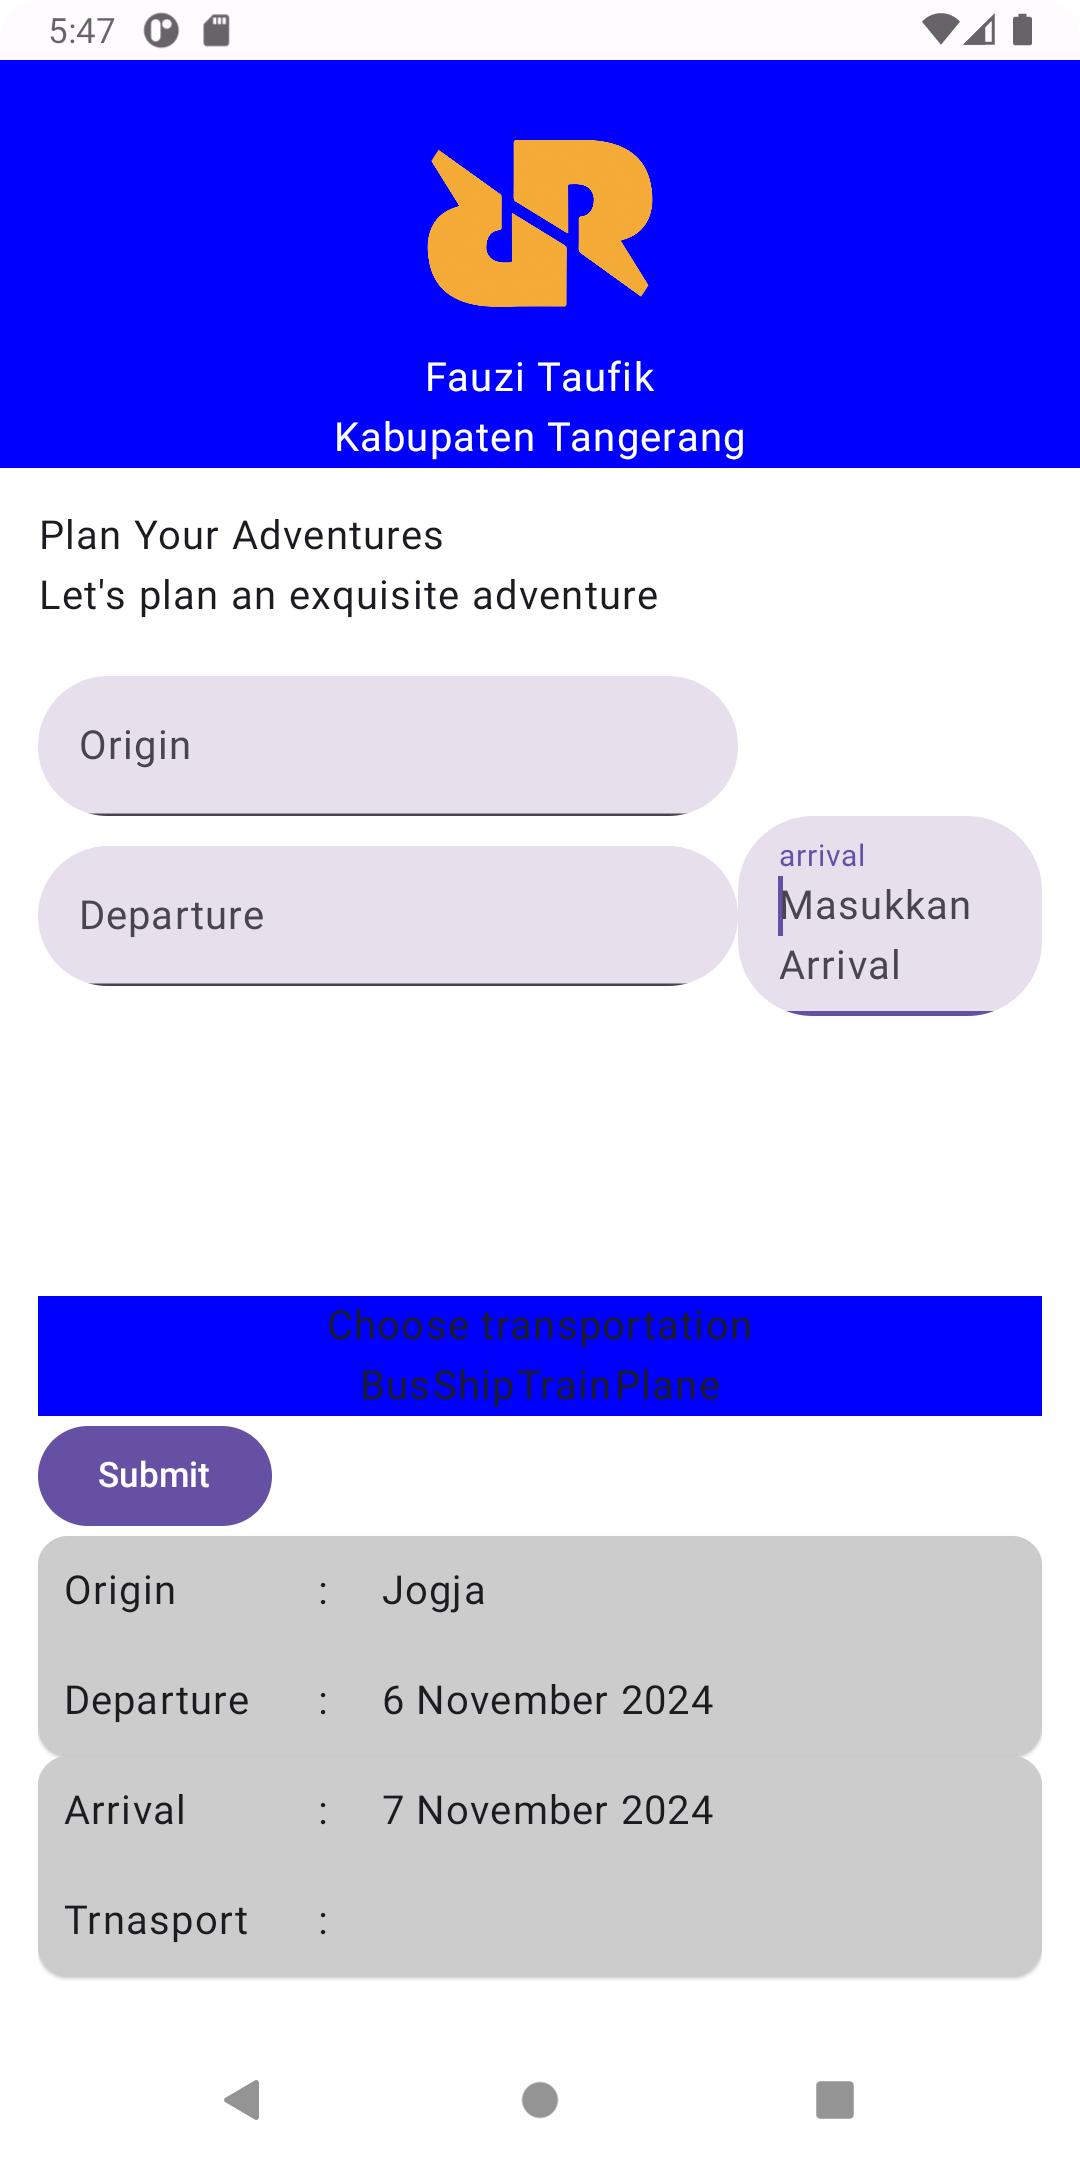 5:47
Fauzi Taufik
Kabupaten Tangerang
Plan Your Adventures
Let's plan an exquisite adventure
Origin
Departure
arrival
Masukkan
Arrival
Choose transportation
BusShipTrainPlane
Submit
Origin : Jogja
Departure : 6 November 2024
Arrival : 7 November 2024
Trnasport :